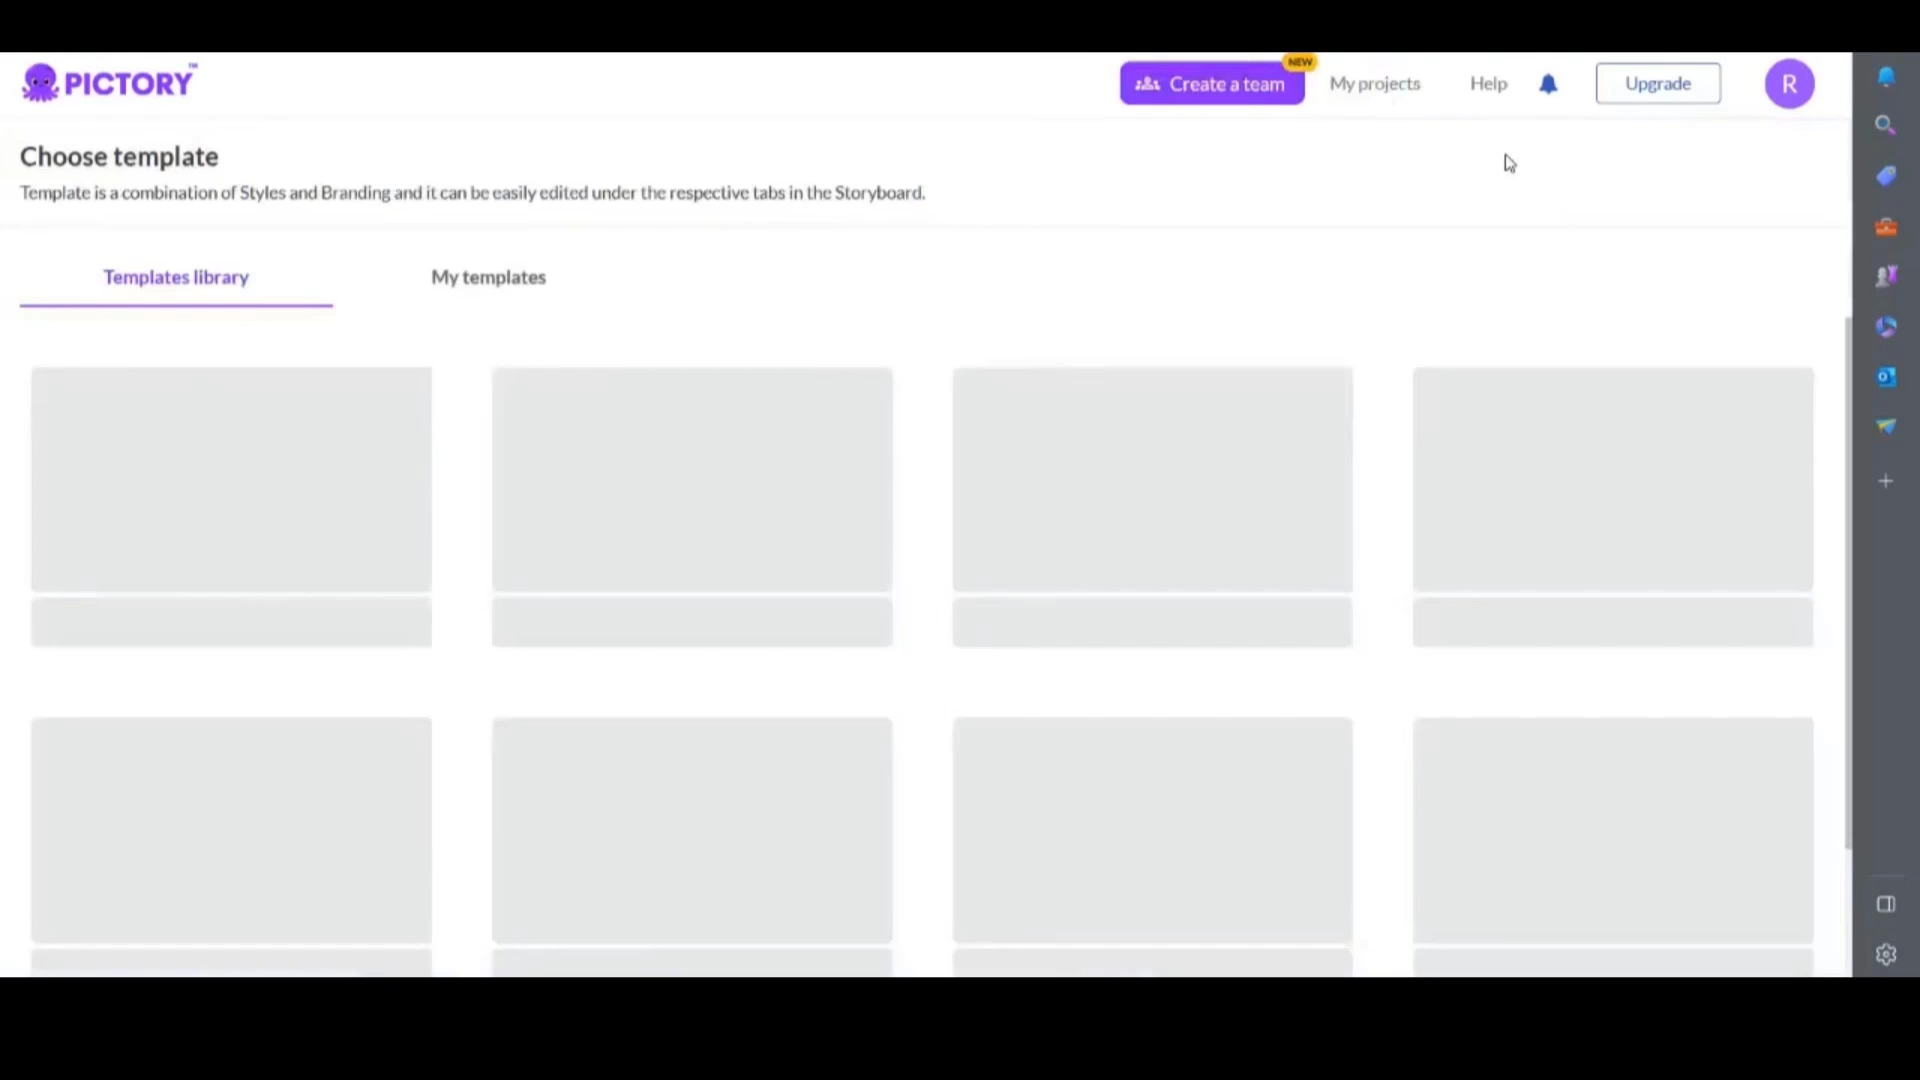 PICTORY™
Create a team
NEW
My projects
Help
Upgrade
R
Choose template
Template is a combination of Styles and Branding and it can be easily edited under the respective tabs in the Storyboard.
Templates library
My templates